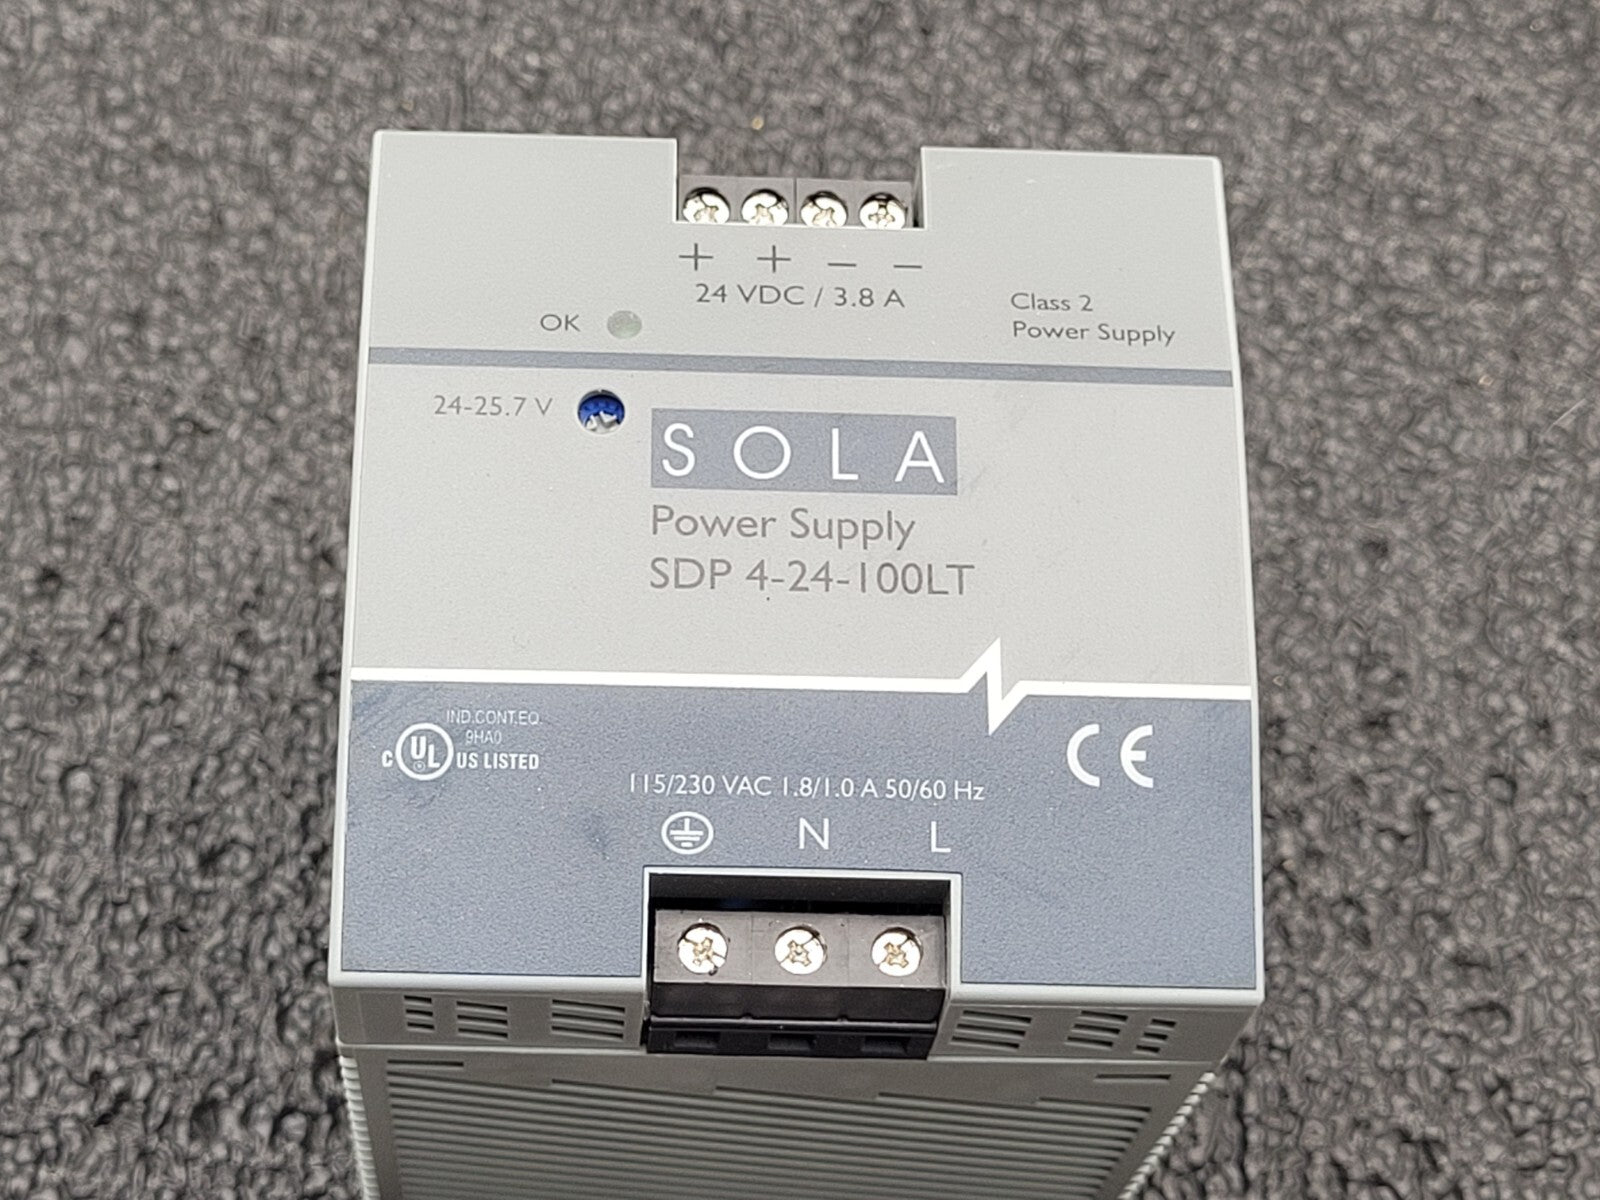 + + – –
24 VDC / 3.8 A
OK
Class 2
Power Supply
24-25.7 V
SOLA
Power Supply
SDP 4-24-100LT
IND.CONT.EQ.
9HA0
C UL ® US LISTED
CE
115/230 VAC 1.8/1.0 A 50/60 Hz
N L